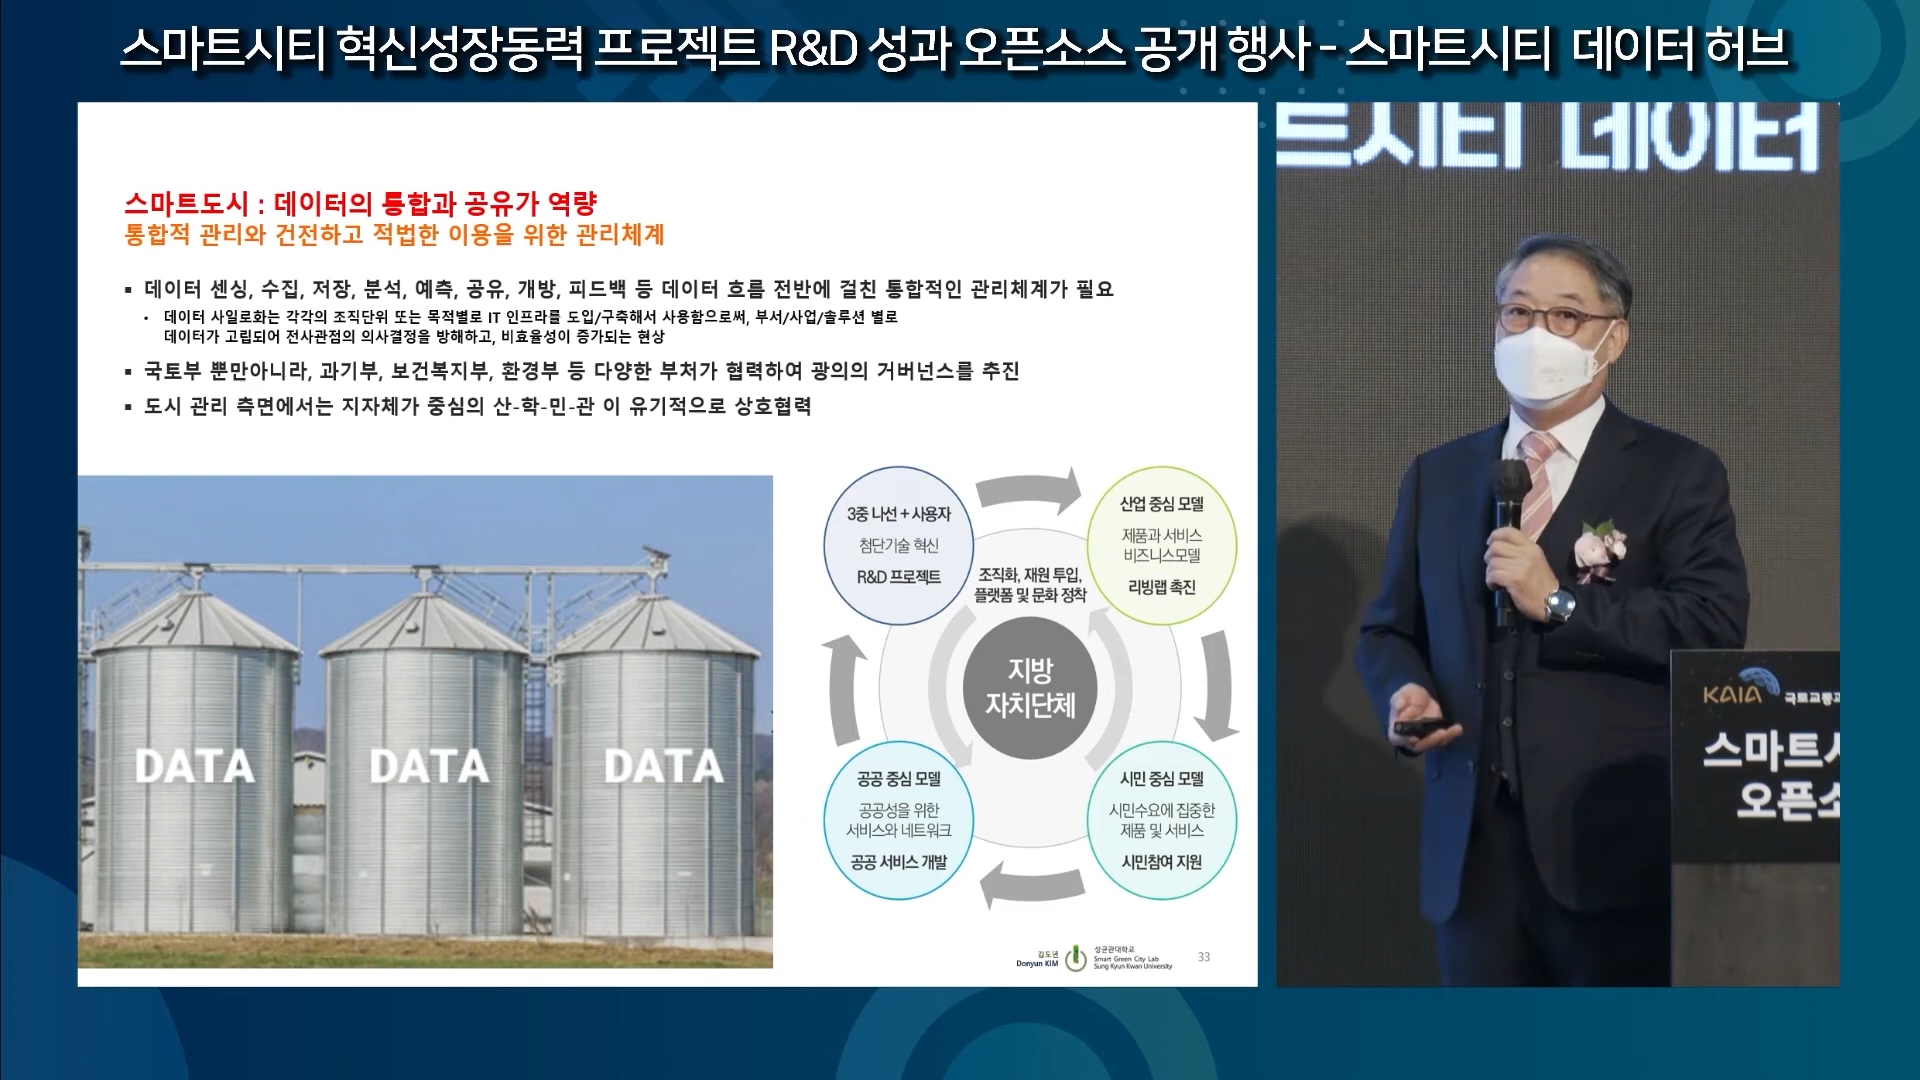 스마트시티 혁신성장동력 프로젝트 R&D 성과 오픈소스 공개 행사 - 스마트시티 데이터 허브
스마트도시 : 데이터의 통합과 공유가 역량
통합적 관리와 건전하고 적법한 이용을 위한 관리체계
▪ 데이터 센싱, 수집, 저장, 분석, 예측, 공유, 개방, 피드백 등 데이터 흐름 전반에 걸친 통합적인 관리체계가 필요
• 데이터 사일로화는 각각의 조직단위 또는 목적별로 IT 인프라를 도입/구축해서 사용함으로써, 부서/사업/솔루션 별로
데이터가 고립되어 전사관점의 의사결정을 방해하고, 비효율성이 증가되는 현상
▪ 국토부 뿐만아니라, 과기부, 보건복지부, 환경부 등 다양한 부처가 협력하여 광의의 거버넌스를 추진
▪ 도시 관리 측면에서는 지자체가 중심의 산-학-민-관 이 유기적으로 상호협력
DATA
DATA
DATA
3중 나선 + 사용자
첨단기술 혁신
R&D 프로젝트
산업 중심 모델
제품과 서비스
비즈니스모델
리빙랩 촉진
조직화, 재원 투입,
플랫폼 및 문화 정착
지방
자치단체
공공 중심 모델
공공성을 위한
서비스와 네트워크
공공 서비스 개발
시민 중심 모델
시민수요에 집중한
제품 및 서비스
시민참여 지원
김도년
Donyun KIM
성균관대학교
Smart Green City Lab
Sung Kyun Kwan University
33
트시티 데이터
KAIA 국토교통
스마트시
오픈소